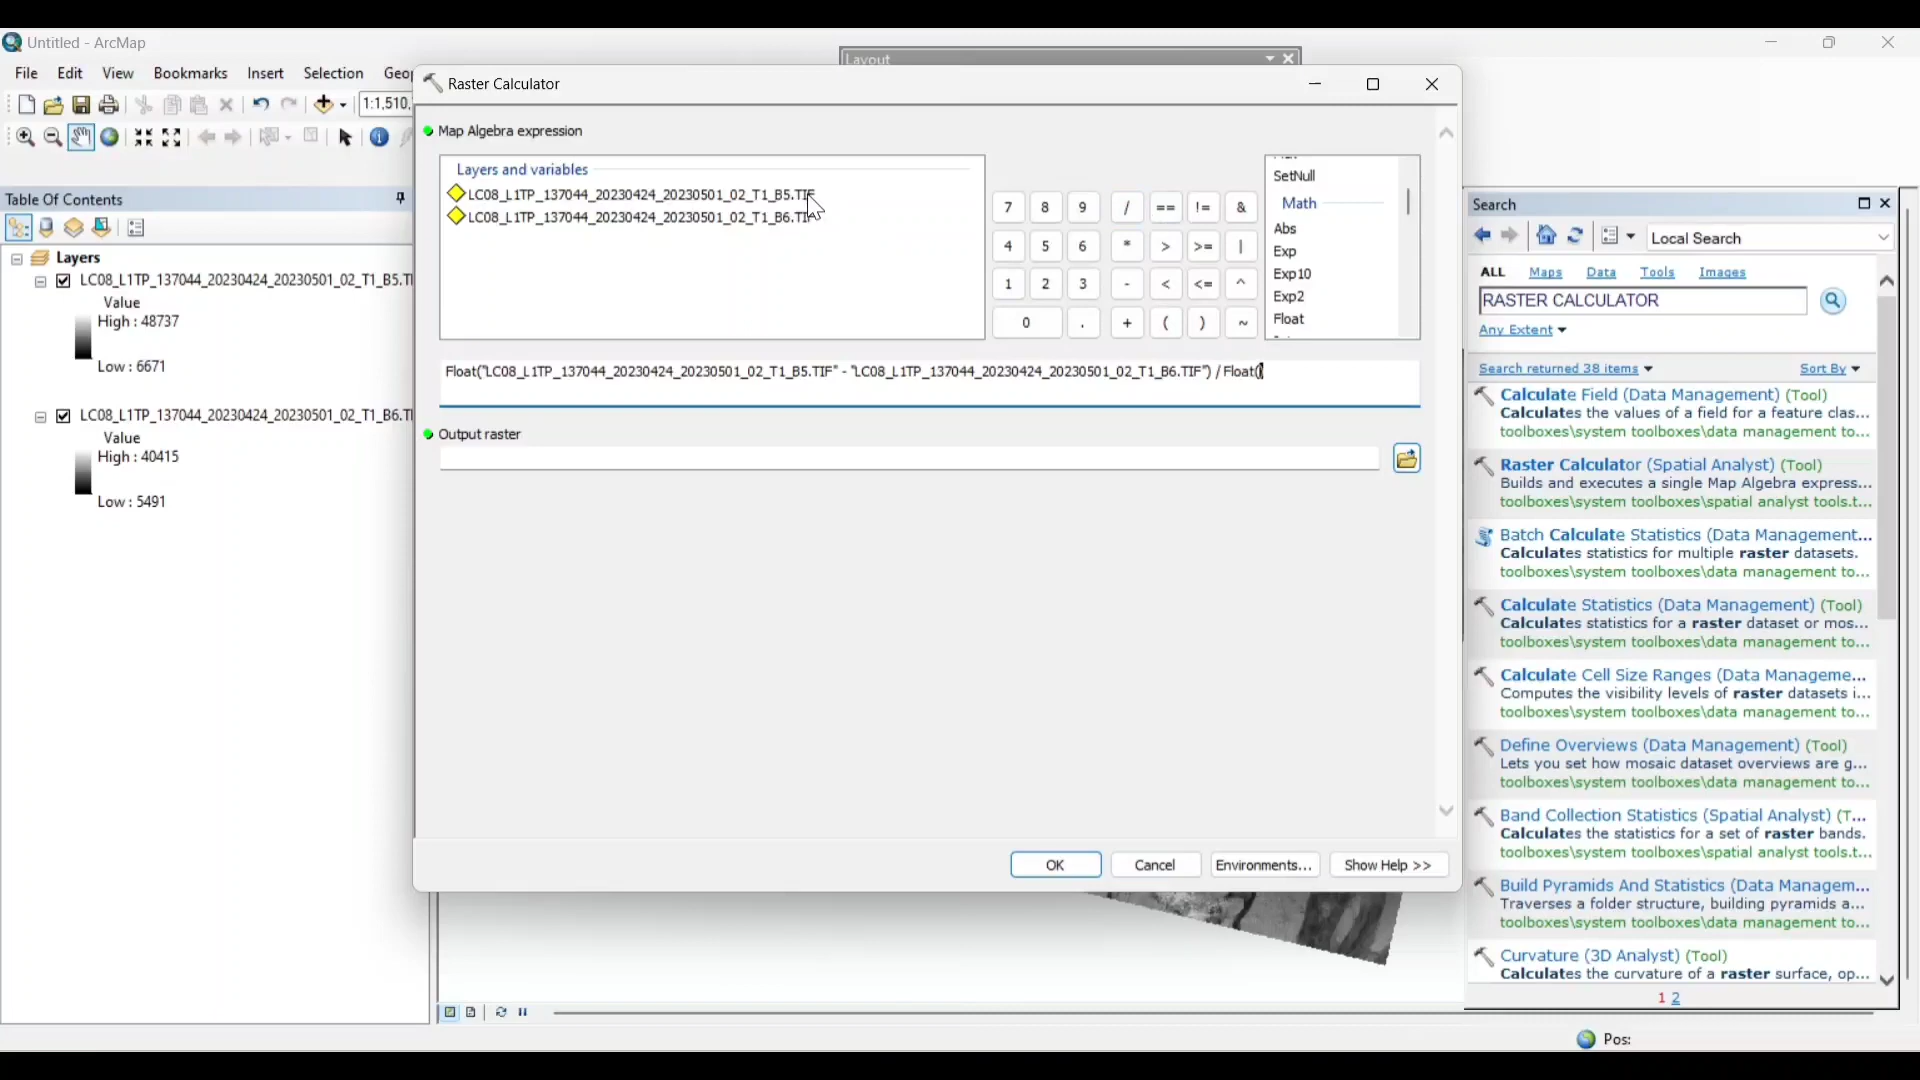 Untitled - ArcMap
Layout
File Edit View Bookmarks Insert Selection Geop
1:1,510,
Raster Calculator
Map Algebra expression
Layers and variables
LC08_L1TP_137044_20230424_20230501_02_T1_B5.TIF
LC08_L1TP_137044_20230424_20230501_02_T1_B6.TIF
7 8 9 / == != &
4 5 6 * > >= |
1 2 3 - < <= ^
0 . + ( ) ~
SetNull
Math
Abs
Exp
Exp10
Exp2
Float
Float("LC08_L1TP_137044_20230424_20230501_02_T1_B5.TIF" - "LC08_L1TP_137044_20230424_20230501_02_T1_B6.TIF") / Float()
Output raster
OK Cancel Environments... Show Help >>
Table Of Contents
Layers
LC08_L1TP_137044_20230424_20230501_02_T1_B5.TI
Value
High : 48737
Low : 6671
LC08_L1TP_137044_20230424_20230501_02_T1_B6.TI
Value
High : 40415
Low : 5491
Search
Local Search
ALL Maps Data Tools Images
RASTER CALCULATOR
Any Extent
Search returned 38 items Sort By
Calculate Field (Data Management) (Tool)
Calculates the values of a field for a feature clas...
toolboxes\system toolboxes\data management to...
Raster Calculator (Spatial Analyst) (Tool)
Builds and executes a single Map Algebra express...
toolboxes\system toolboxes\spatial analyst tools.t...
Batch Calculate Statistics (Data Management...
Calculates statistics for multiple raster datasets.
toolboxes\system toolboxes\data management to...
Calculate Statistics (Data Management) (Tool)
Calculates statistics for a raster dataset or mos...
toolboxes\system toolboxes\data management to...
Calculate Cell Size Ranges (Data Manageme...
Computes the visibility levels of raster datasets i...
toolboxes\system toolboxes\data management to...
Define Overviews (Data Management) (Tool)
Lets you set how mosaic dataset overviews are g...
toolboxes\system toolboxes\data management to...
Band Collection Statistics (Spatial Analyst) (T...
Calculates the statistics for a set of raster bands.
toolboxes\system toolboxes\spatial analyst tools.t...
Build Pyramids And Statistics (Data Managem...
Traverses a folder structure, building pyramids a...
toolboxes\system toolboxes\data management to...
Curvature (3D Analyst) (Tool)
Calculates the curvature of a raster surface, op...
1 2
Pos: